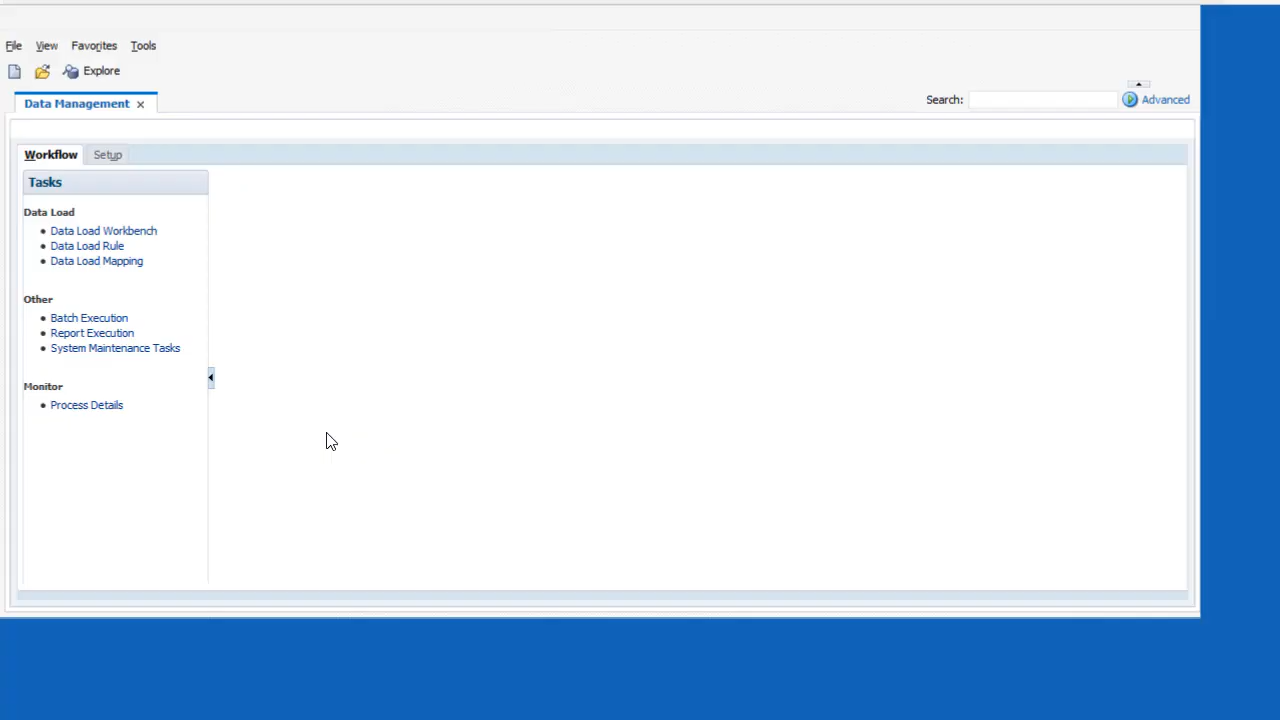 File View Favorites Tools
Explore
Data Management
Search: Advanced
Workflow Setup
Tasks
Data Load
Data Load Workbench
Data Load Rule
Data Load Mapping
Other
Batch Execution
Report Execution
System Maintenance Tasks
Monitor
Process Details